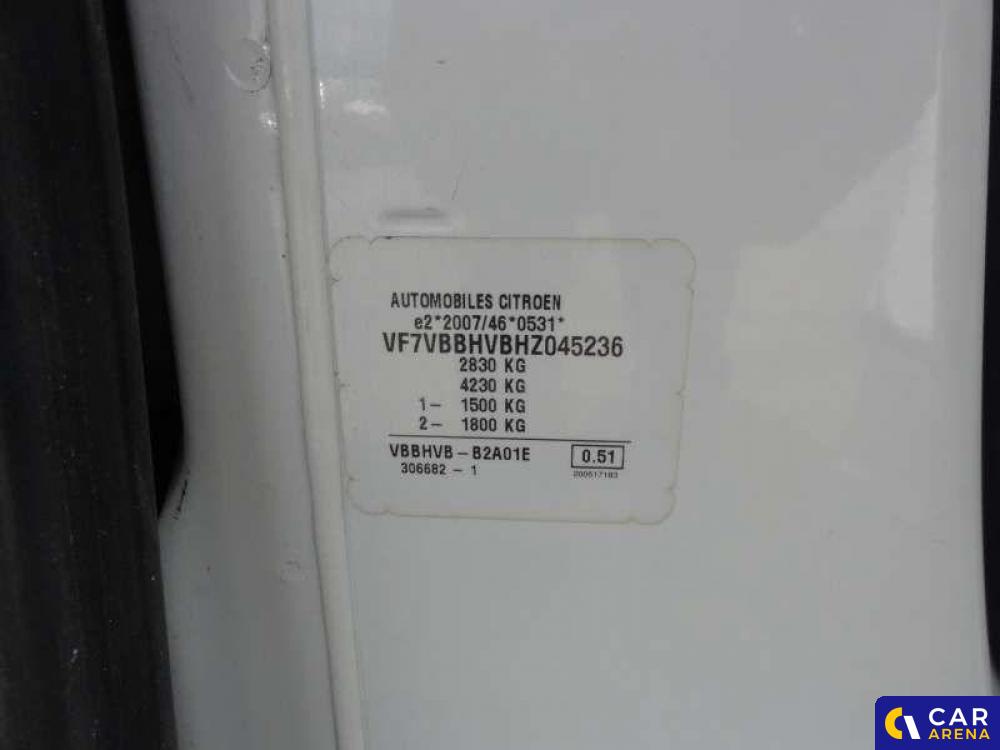 AUTOMOBILES CITROEN
e2*2007/46*0531*
VF7VBBHVBHZ045236
2830 KG
4230 KG
1- 1500 KG
2- 1800 KG
VBBHVB - B2A01E 0.51
306682 - 1 200517183
CAR
ARENA